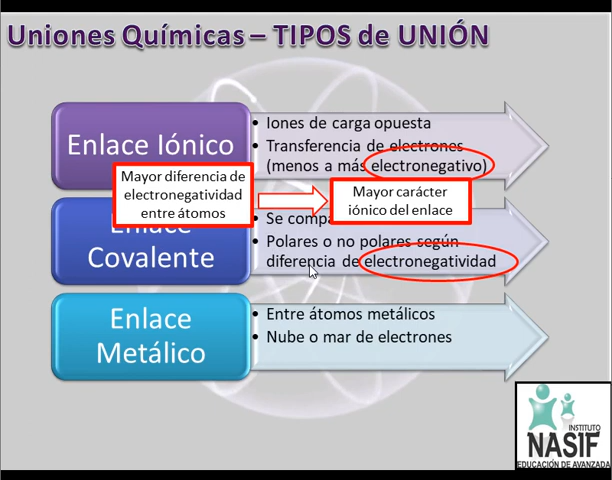 Uniones Químicas – TIPOS de UNIÓN
Enlace Iónico
• Iones de carga opuesta
• Transferencia de electrones
(menos a más electronegativo)
Mayor diferencia de
electronegatividad
entre átomos
Mayor carácter
iónico del enlace
Enlace
Covalente
• Se compa
• Polares o no polares según
diferencia de electronegatividad
Enlace
Metálico
• Entre átomos metálicos
• Nube o mar de electrones
INSTITUTO
NASIF
EDUCACIÓN DE AVANZADA